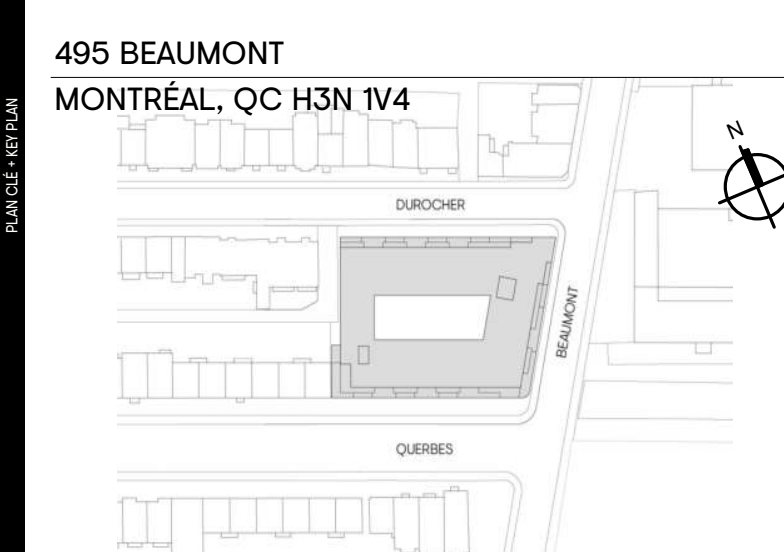 495 BEAUMONT
MONTRÉAL, QC H3N 1V4
PLAN CLÉ + KEY PLAN
N
DUROCHER
BEAUMONT
QUERBES